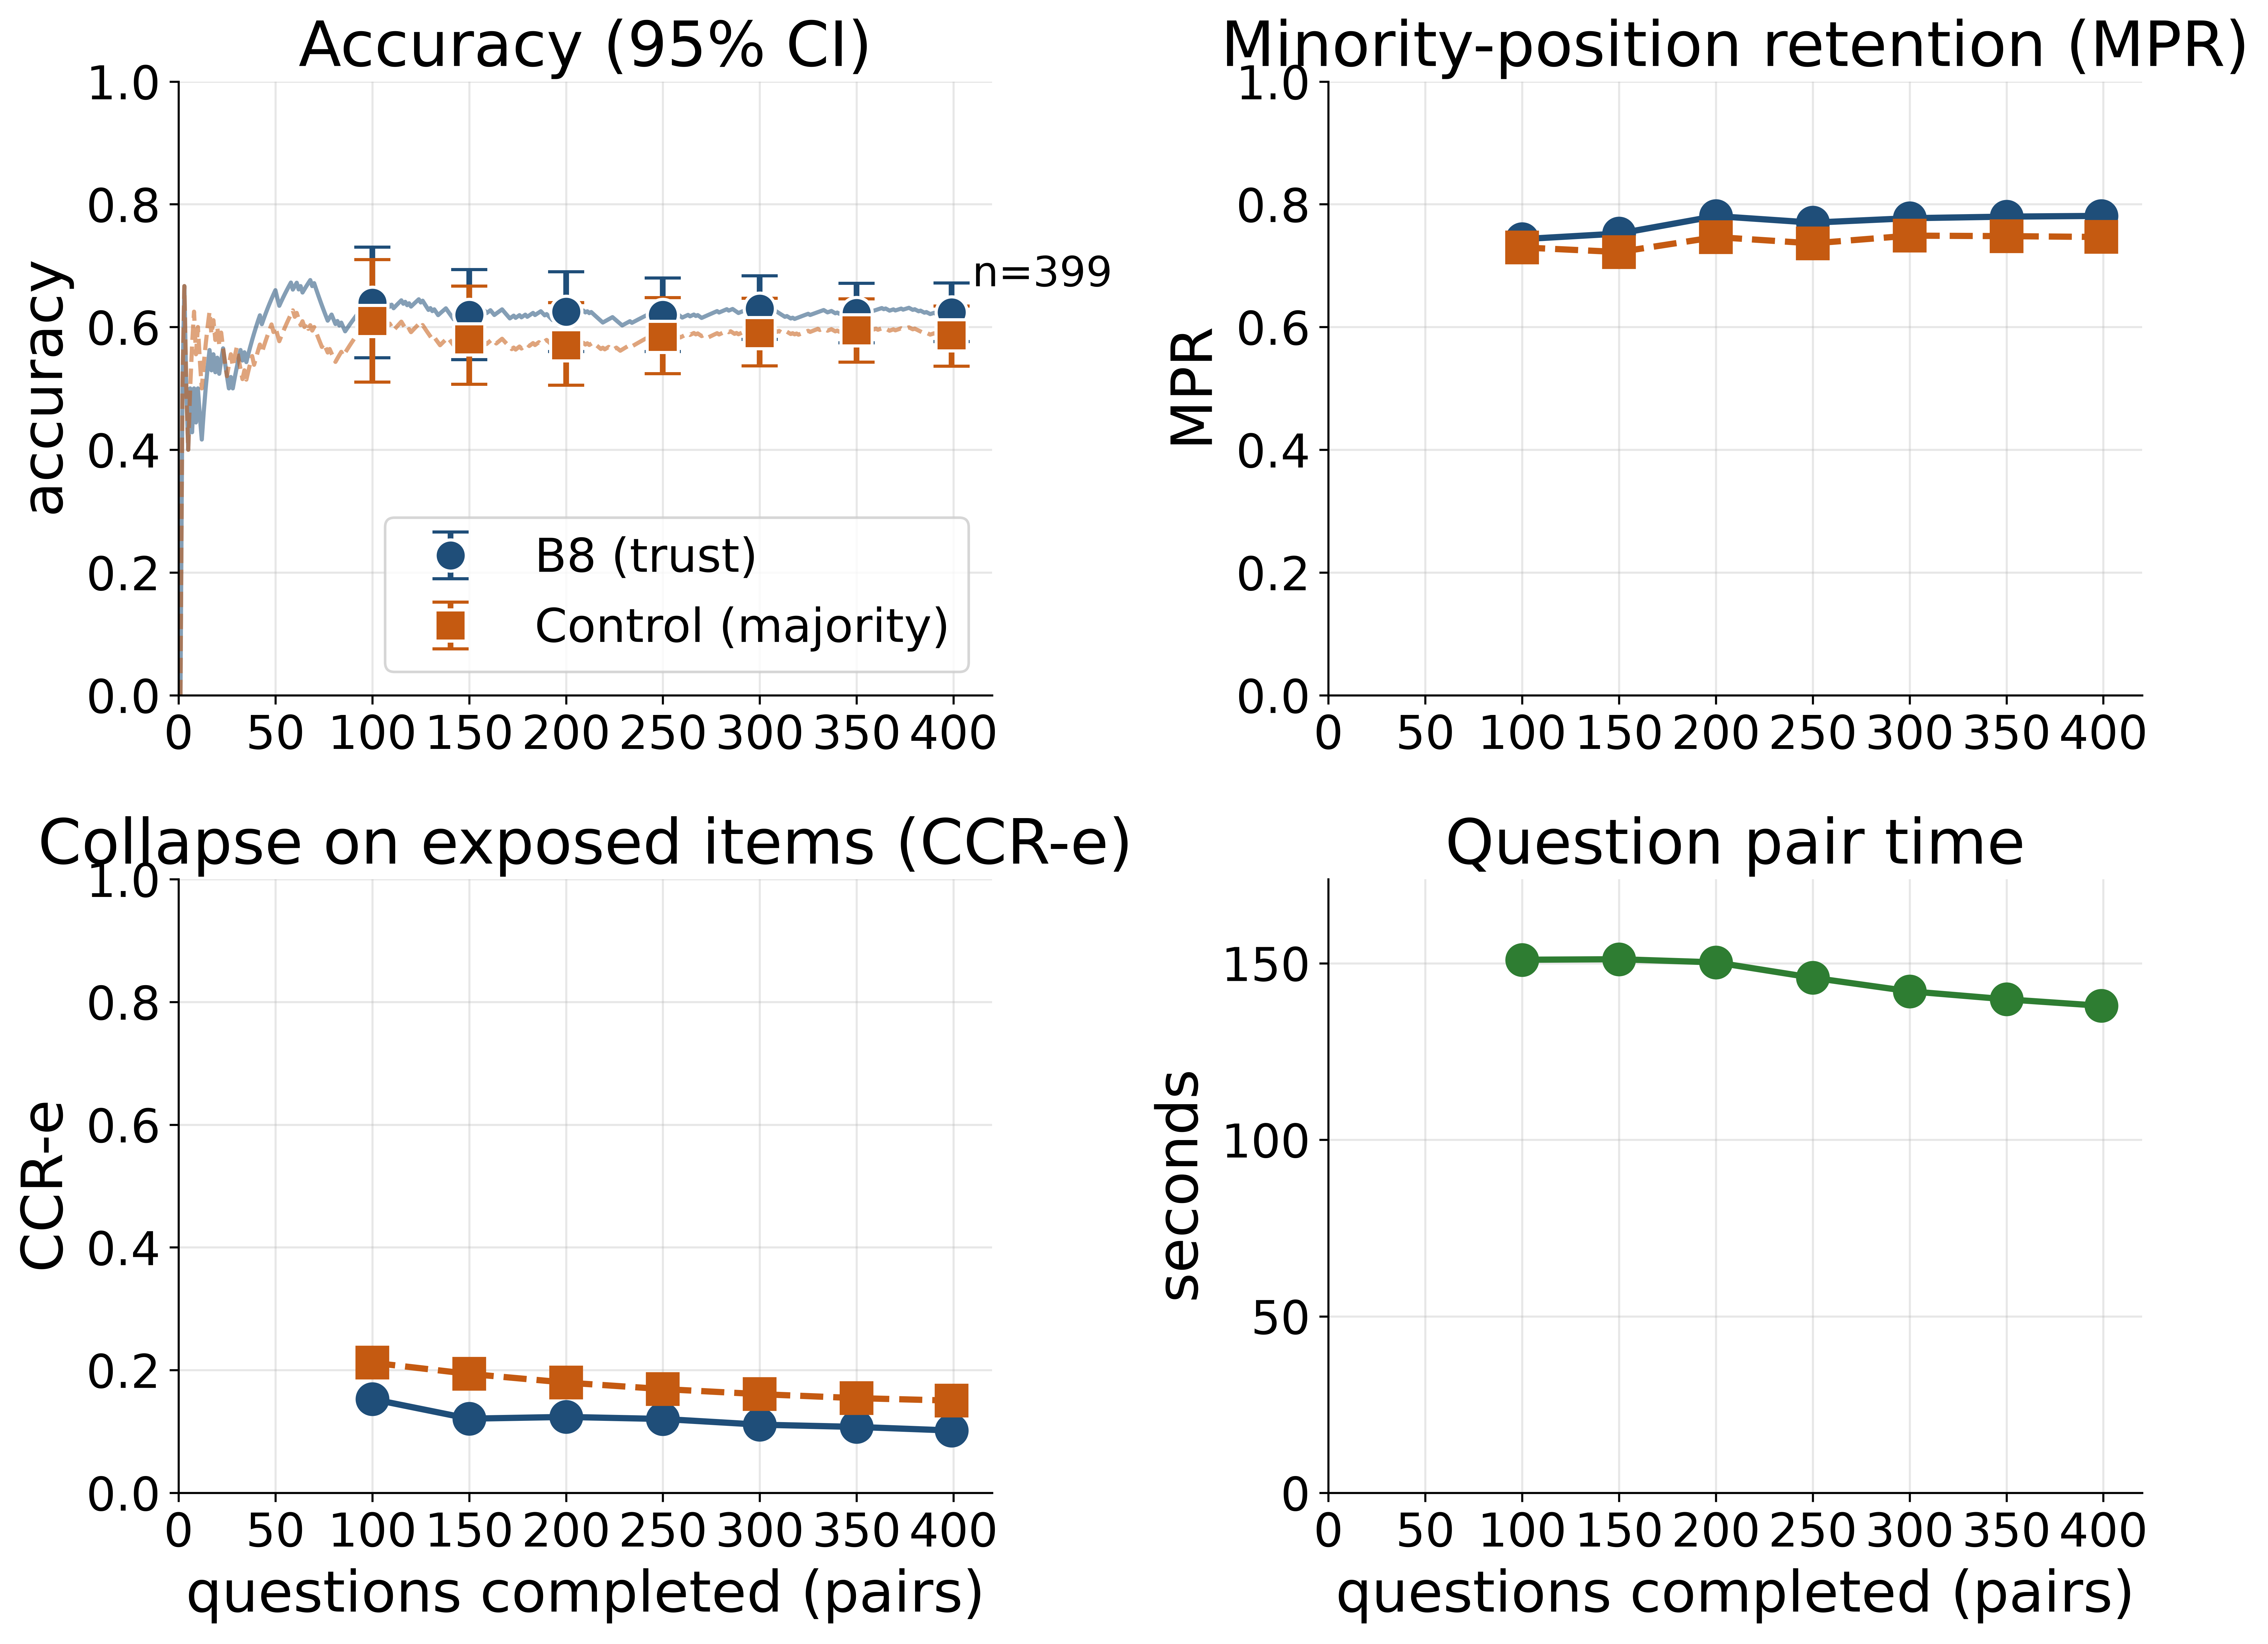 Accuracy (95% CI)
accuracy
1.0
0.8
0.6
0.4
0.2
0.0
n=399
B8 (trust)
Control (majority)
0 50 100 150 200 250 300 350 400
Minority-position retention (MPR)
MPR
1.0
0.8
0.6
0.4
0.2
0.0
0 50 100 150 200 250 300 350 400
Collapse on exposed items (CCR-e)
CCR-e
1.0
0.8
0.6
0.4
0.2
0.0
0 50 100 150 200 250 300 350 400
questions completed (pairs)
Question pair time
seconds
150
100
50
0
0 50 100 150 200 250 300 350 400
questions completed (pairs)